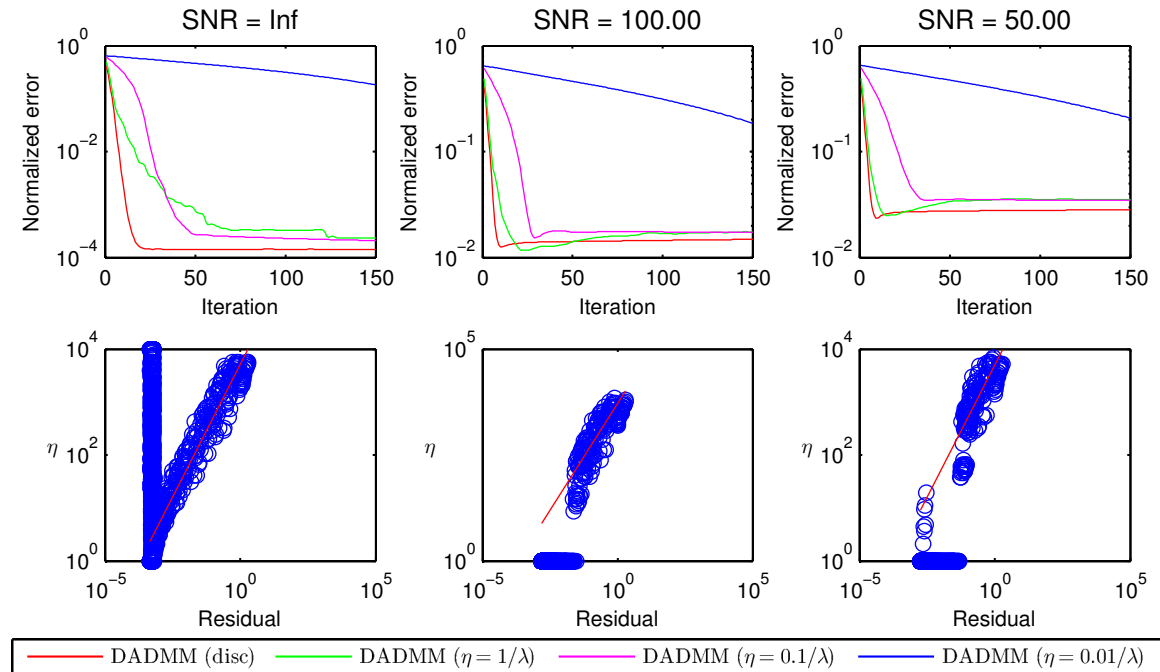 SNR = Inf
SNR = 100.00
SNR = 50.00
Normalized error
10^0
10^−2
10^−4
0 50 100 150
Iteration
Normalized error
10^0
10^−1
10^−2
0 50 100 150
Iteration
Normalized error
10^0
10^−1
10^−2
0 50 100 150
Iteration
η
10^4
10^2
10^0
10^−5 10^0 10^5
Residual
η
10^5
10^0
10^−5 10^0 10^5
Residual
η
10^4
10^2
10^0
10^−5 10^0 10^5
Residual
DADMM (disc) DADMM (η = 1/λ) DADMM (η = 0.1/λ) DADMM (η = 0.01/λ)